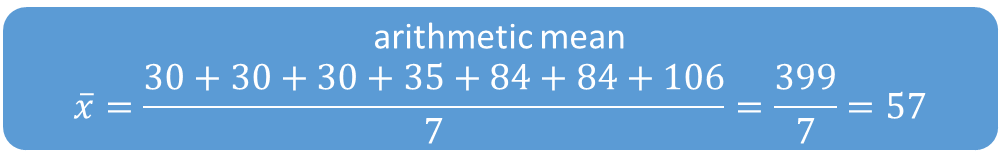 arithmetic mean
x̄ = (30 + 30 + 30 + 35 + 84 + 84 + 106) / 7 = 399 / 7 = 57